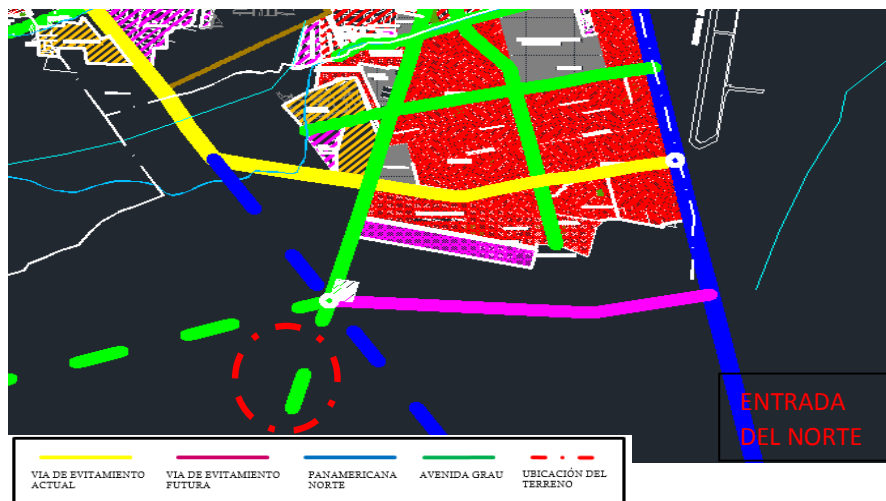 ENTRADA
DEL NORTE
VIA DE EVITAMIENTO
ACTUAL
VIA DE EVITAMIENTO
FUTURA
PANAMERICANA
NORTE
AVENIDA GRAU
UBICACIÓN DEL
TERRENO